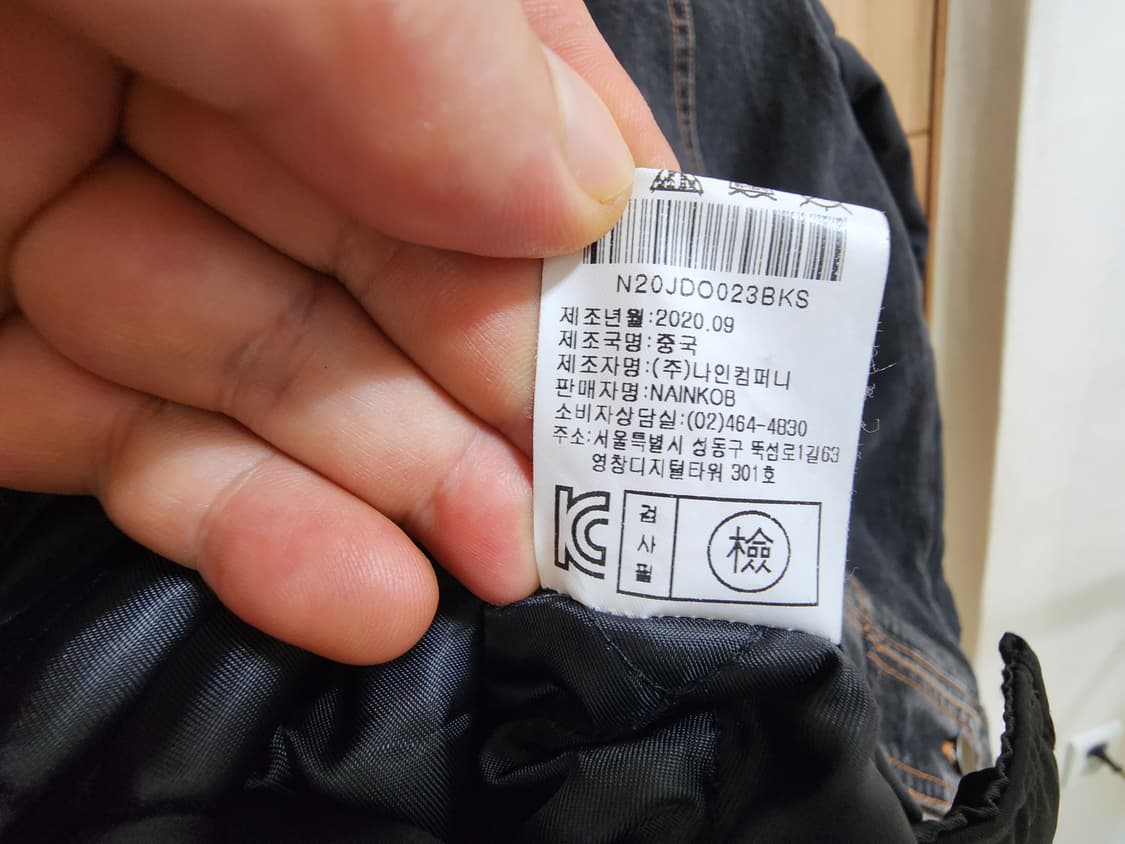 N20JDO023BKS
제조년월:2020.09
제조국명:중국
제조자명:(주)나인컴퍼니
판매자명:NAINKOB
소비자상담실:(02)464-4830
주소:서울특별시 성동구 뚝섬로1길63
영창디지털타워 301호
KC
검사필
檢